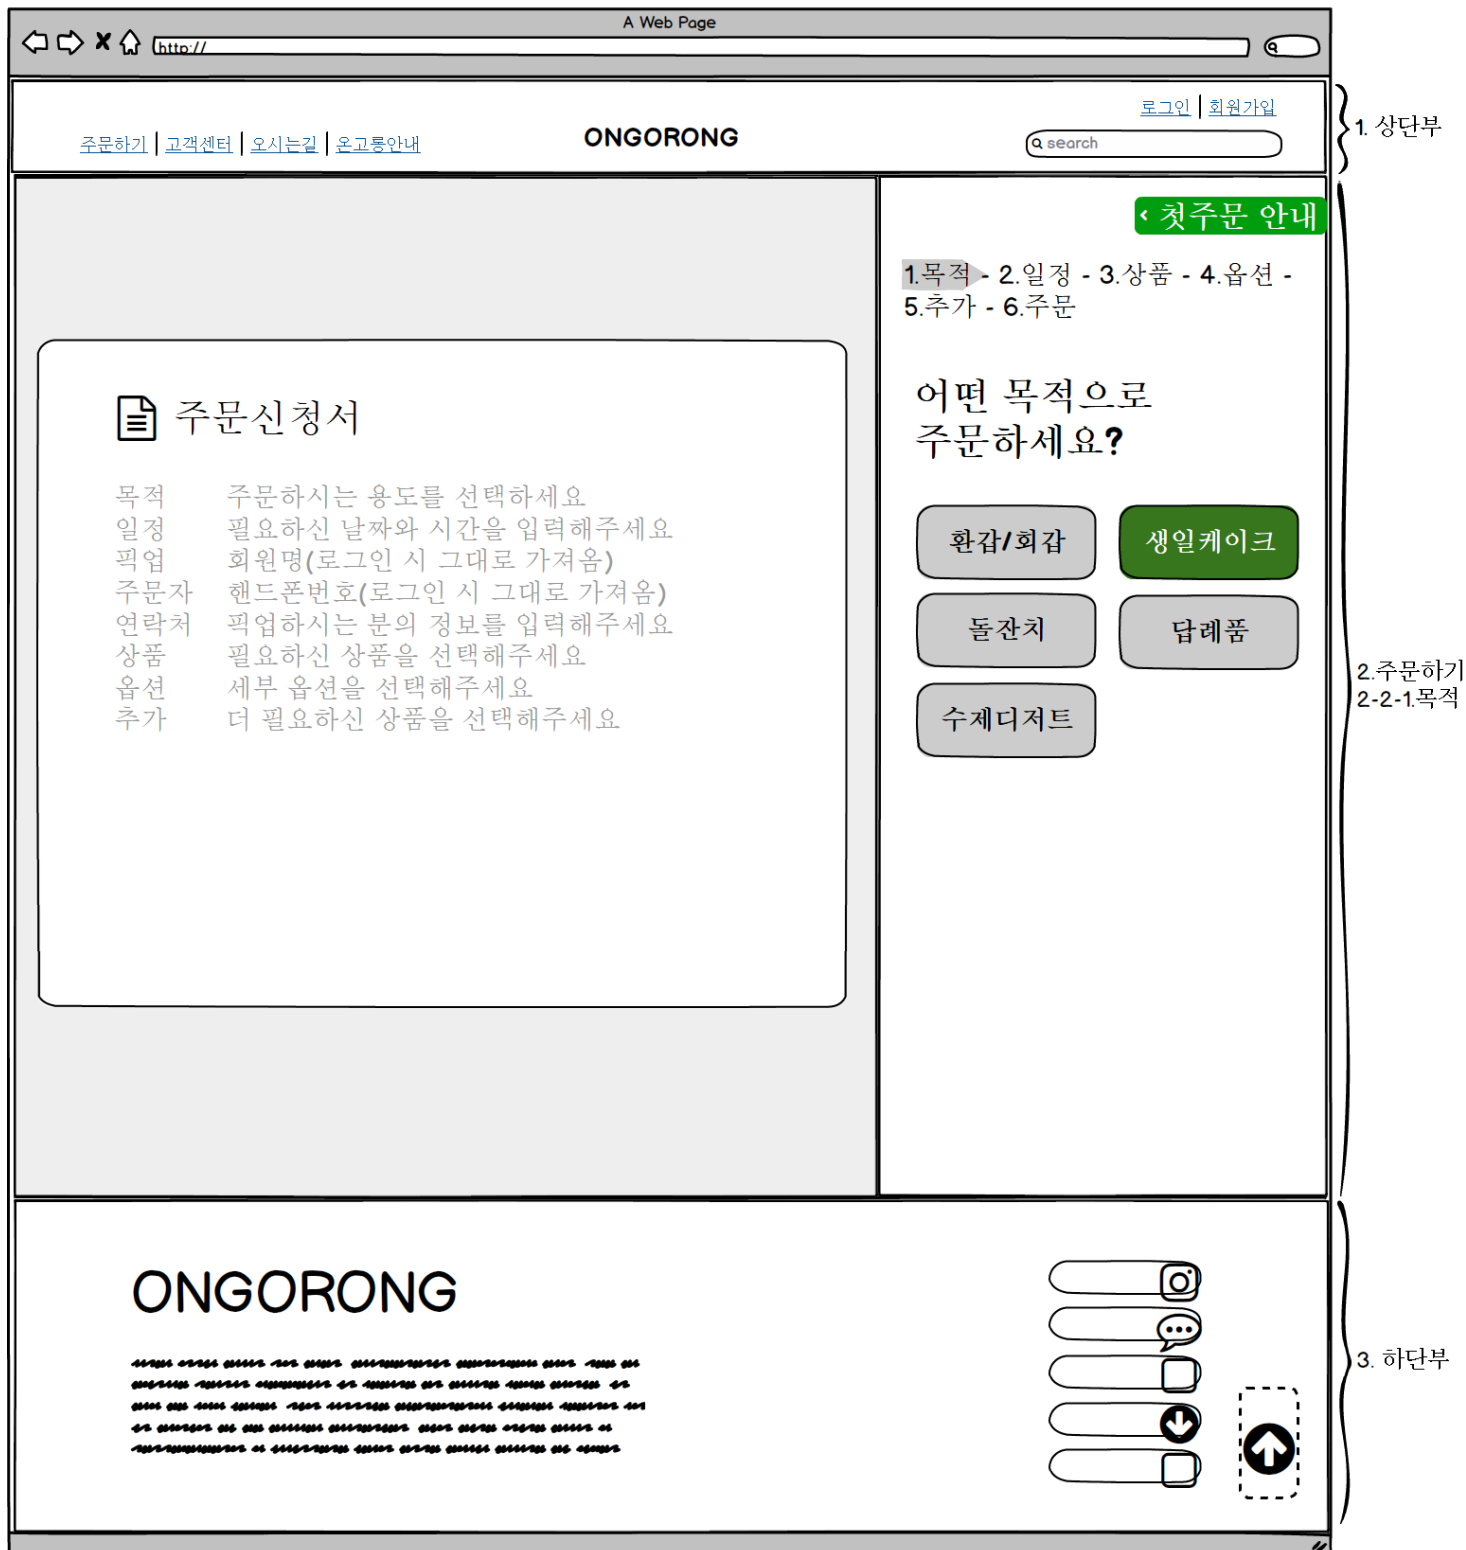 A Web Page
http://
로그인 | 회원가입
주문하기 | 고객센터 | 오시는길 | 온고롱안내
ONGORONG
search
1. 상단부
< 첫주문 안내
1.목적 - 2.일정 - 3.상품 - 4.옵션 -
5.추가 - 6.주문
어떤 목적으로
주문하세요?
환갑/회갑
생일케이크
돌잔치
답례품
수제디저트
주문신청서
목적 주문하시는 용도를 선택하세요
일정 필요하신 날짜와 시간을 입력해주세요
픽업 회원명(로그인 시 그대로 가져옴)
주문자 핸드폰번호(로그인 시 그대로 가져옴)
연락처 픽업하시는 분의 정보를 입력해주세요
상품 필요하신 상품을 선택해주세요
옵션 세부 옵션을 선택해주세요
추가 더 필요하신 상품을 선택해주세요
2.주문하기
2-2-1.목적
ONGORONG
3. 하단부